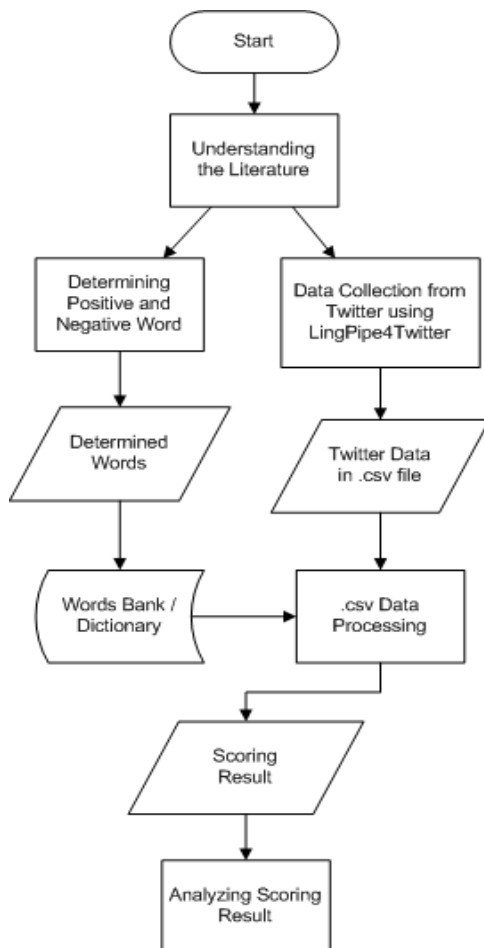 Start
Understanding
the Literature
Determining
Positive and
Negative Word
Data Collection from
Twitter using
LingPipe4Twitter
Determined
Words
Twitter Data
in .csv file
Words Bank /
Dictionary
.csv Data
Processing
Scoring
Result
Analyzing Scoring
Result